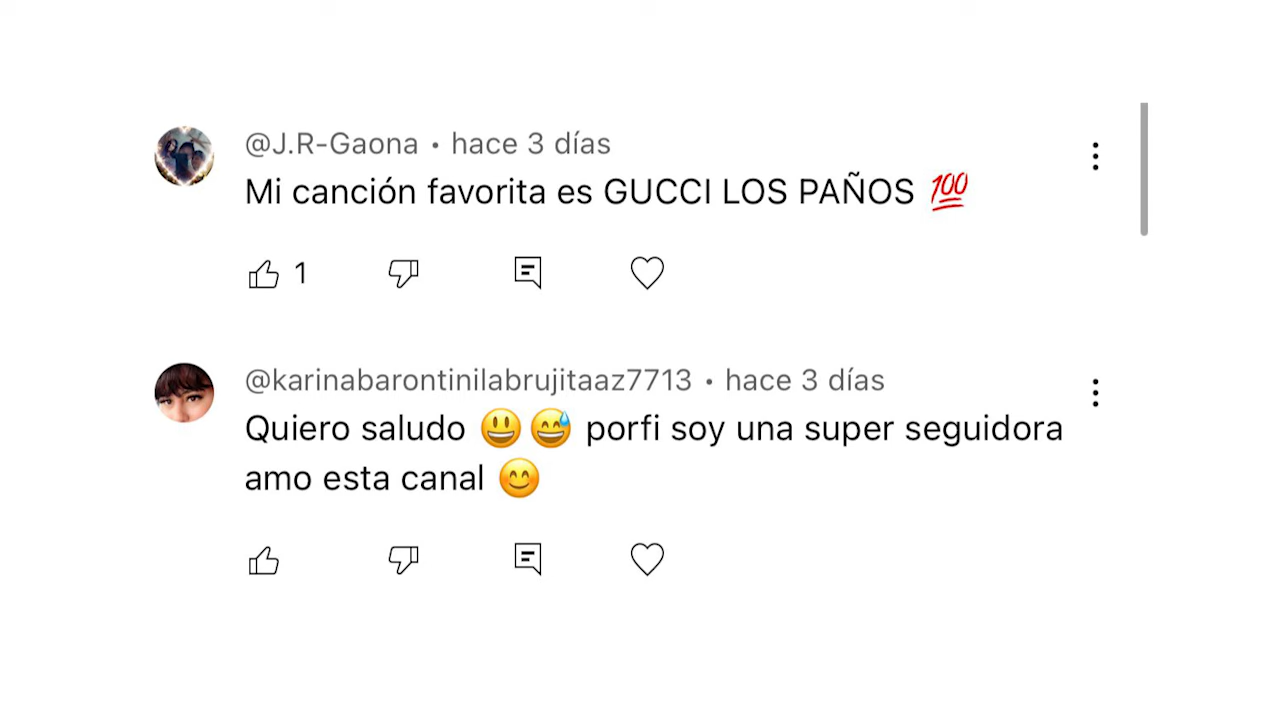 @J.R-Gaona • hace 3 días
Mi canción favorita es GUCCI LOS PAÑOS 💯
1
@karinabarontinilabrujitaaz7713 • hace 3 días
Quiero saludo 😃😅 porfi soy una super seguidora
amo esta canal 😊